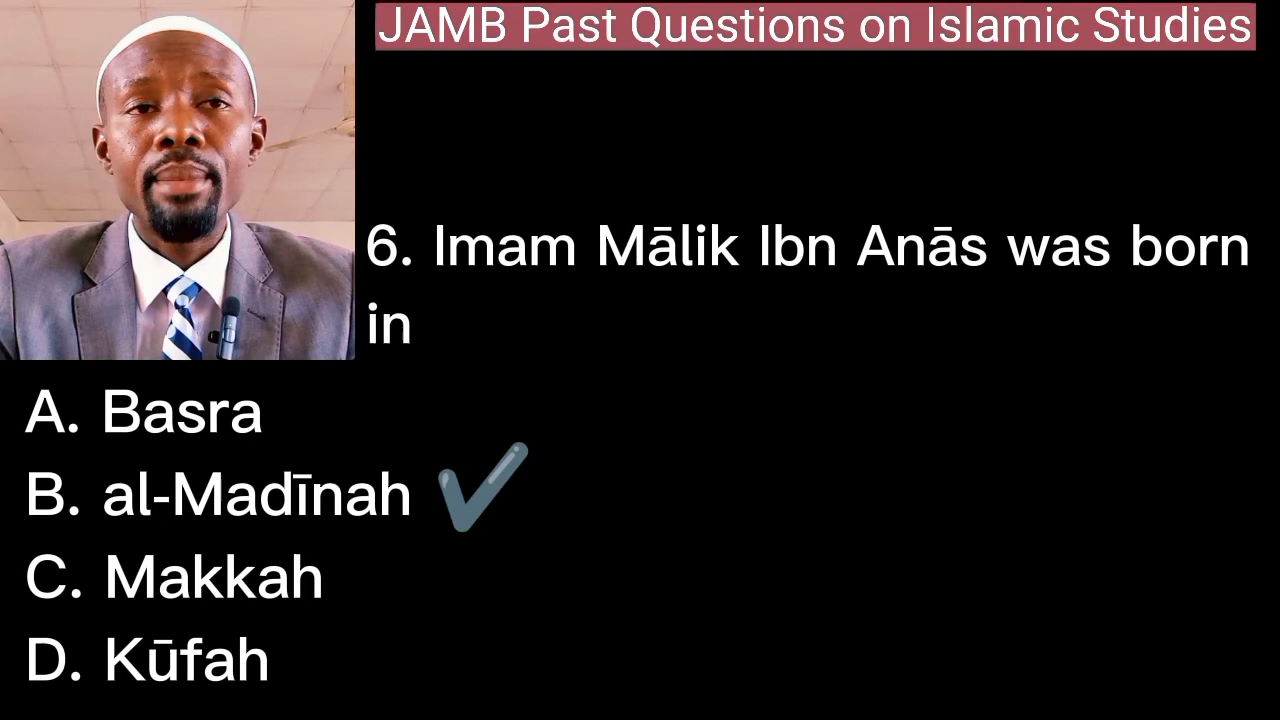 JAMB Past Questions on Islamic Studies
6. Imam Mālik Ibn Anās was born
in
A. Basra
B. al-Madīnah ✔
C. Makkah
D. Kūfah